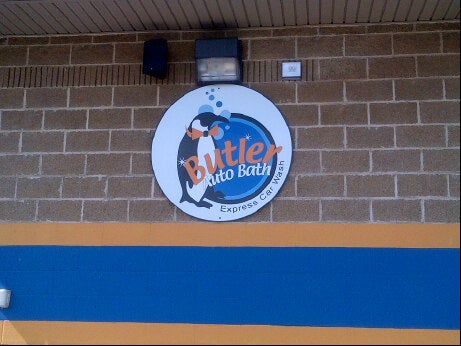 Butler
Auto Bath
Express Car Wash